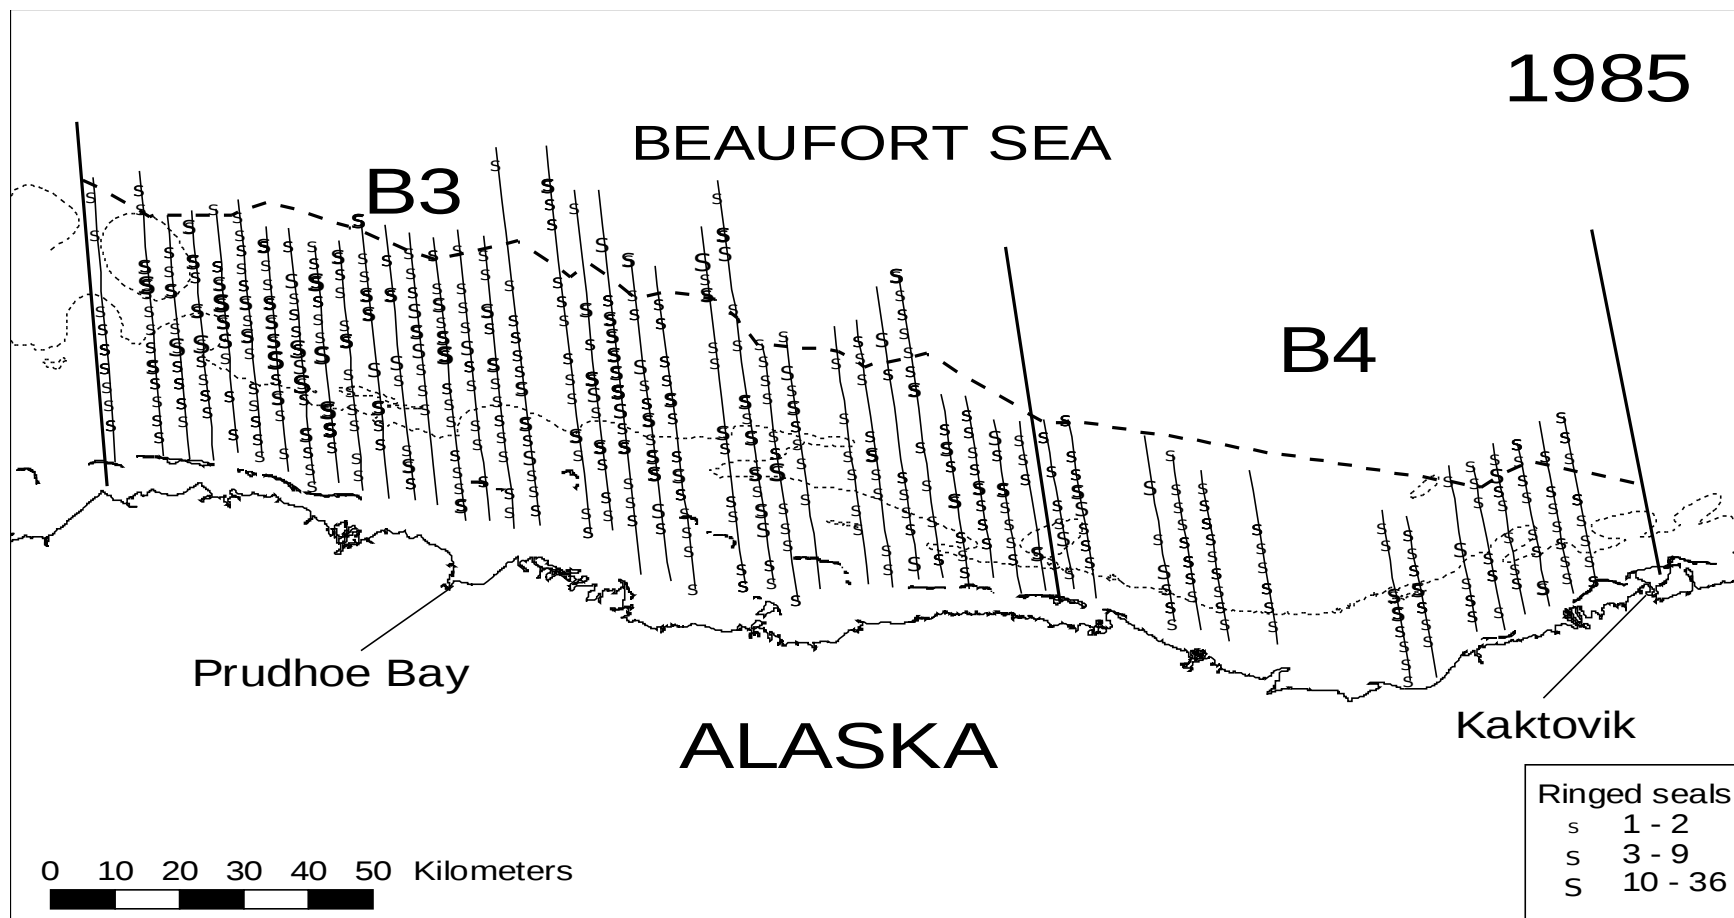 1985
BEAUFORT SEA
B3
B4
Prudhoe Bay
ALASKA
Kaktovik
Ringed seals
s 1 - 2
s 3 - 9
S 10 - 36
0 10 20 30 40 50 Kilometers